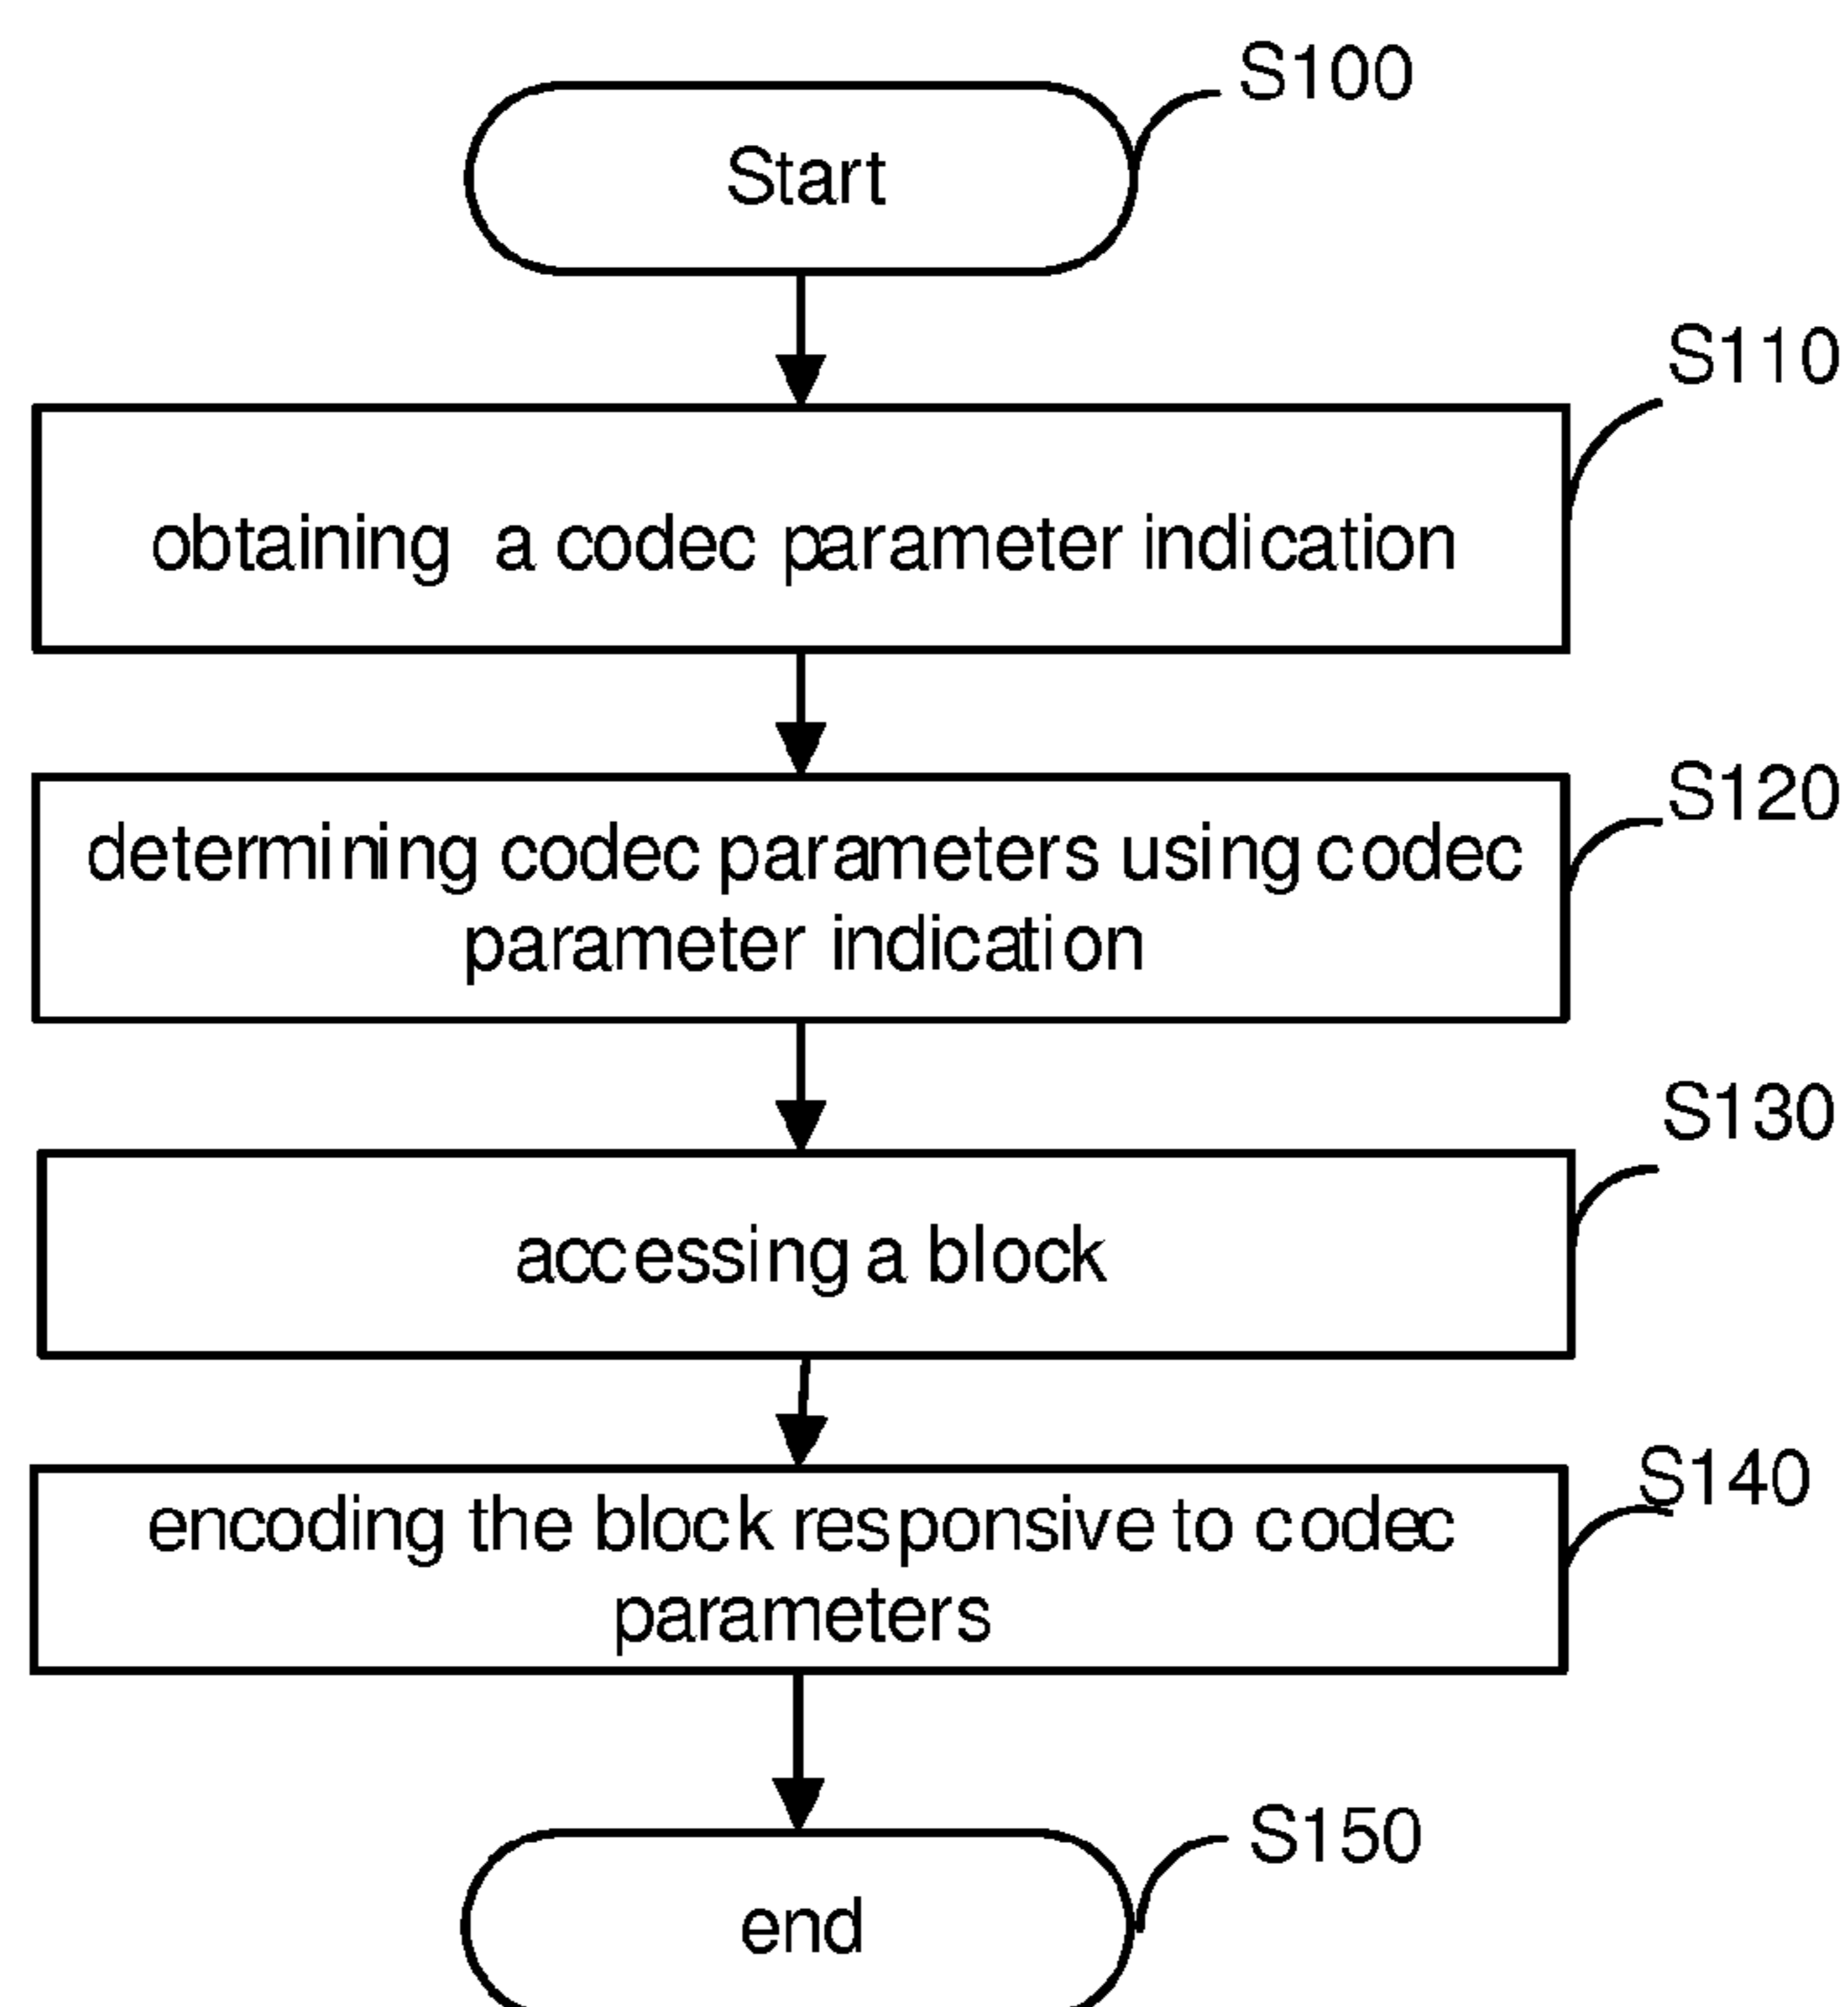 S100
Start
S110
obtaining a codec parameter indication
S120
determining codec parameters using codec
parameter indication
S130
accessing a block
S140
encoding the block responsive to codec
parameters
S150
end